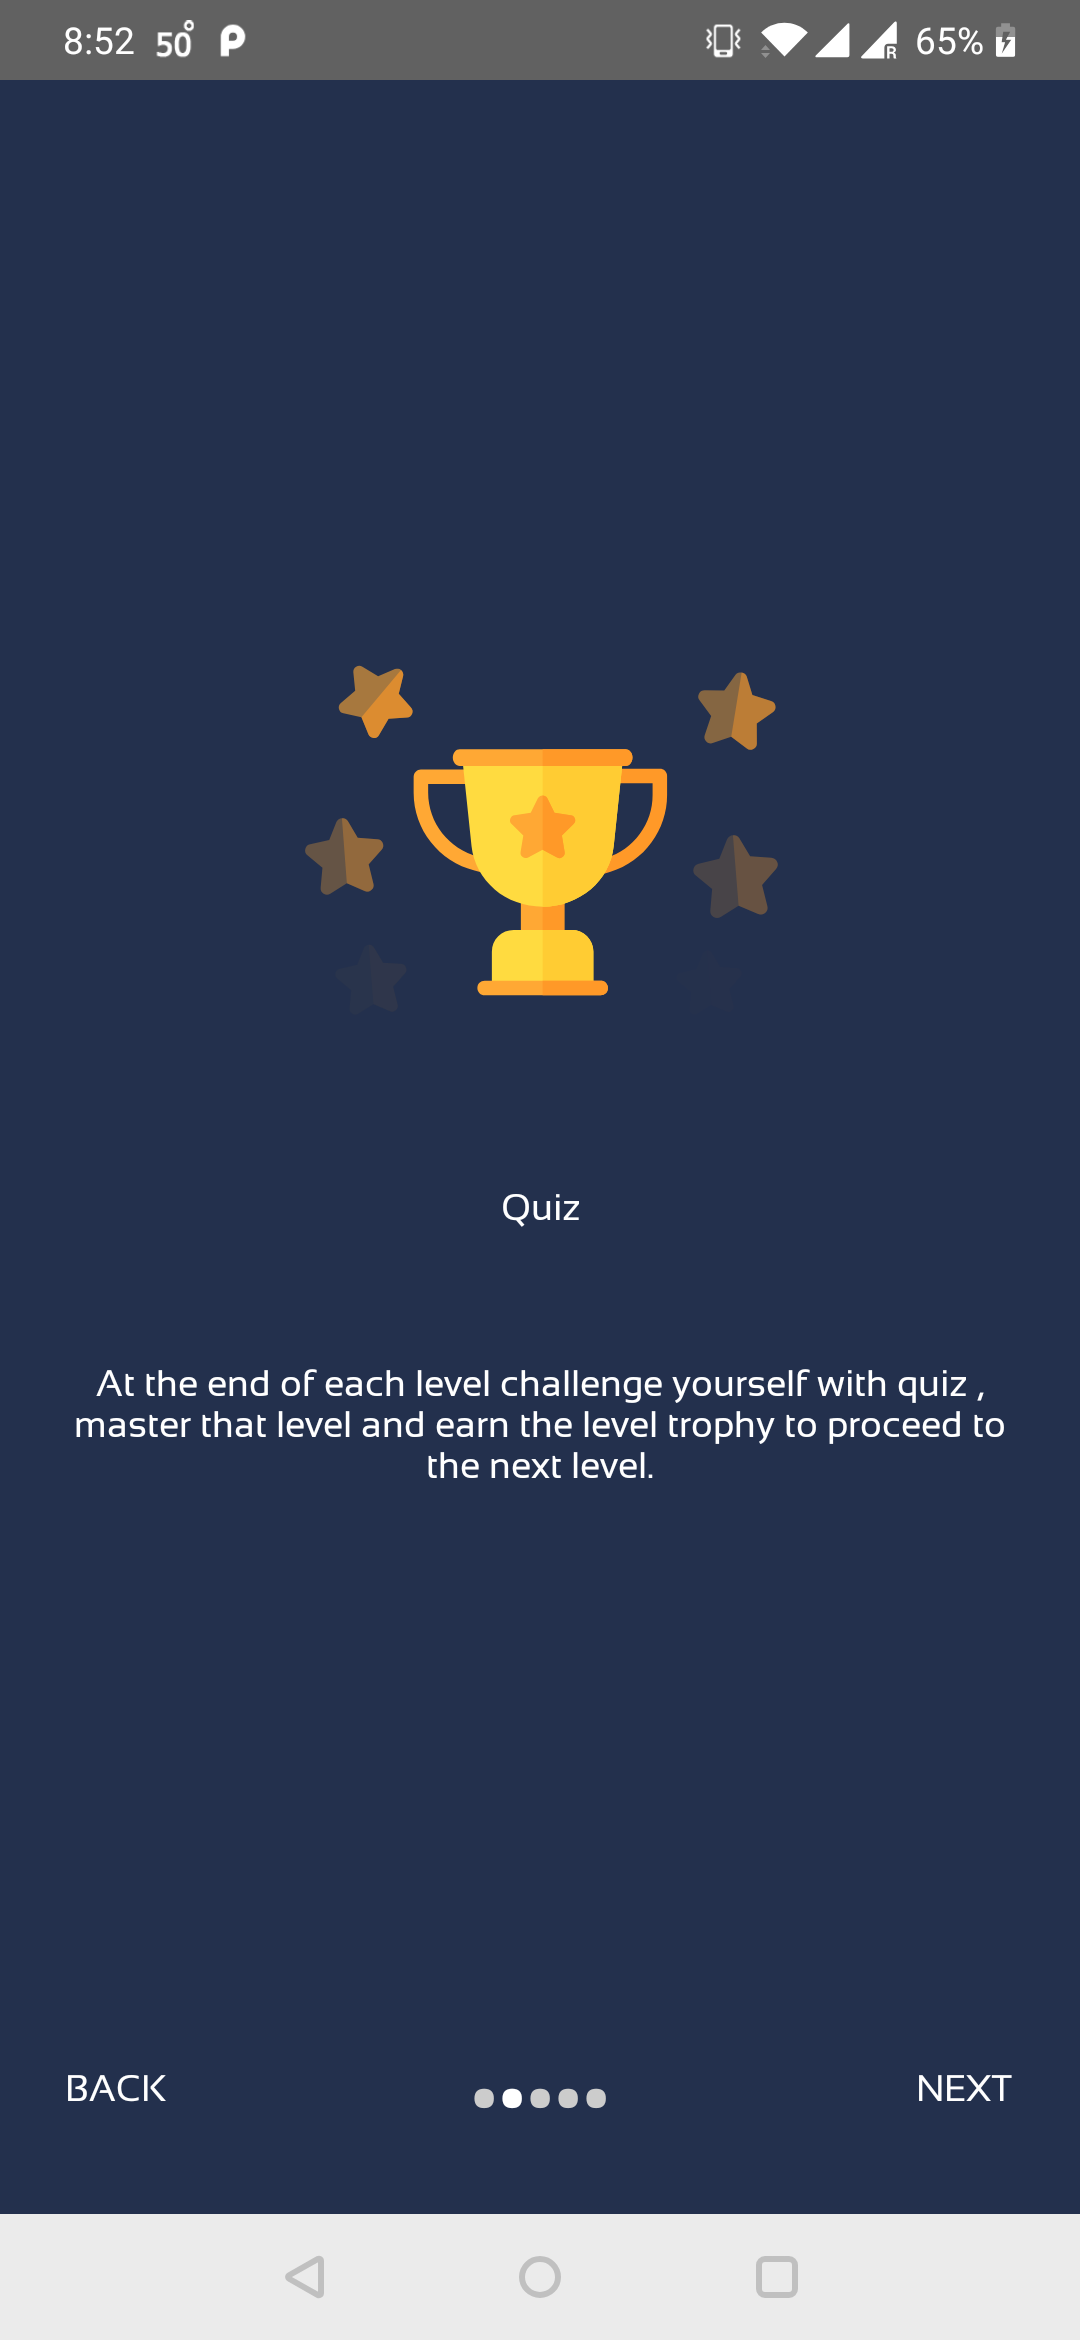 8:52 50° 65%
Quiz
At the end of each level challenge yourself with quiz ,
master that level and earn the level trophy to proceed to
the next level.
BACK NEXT